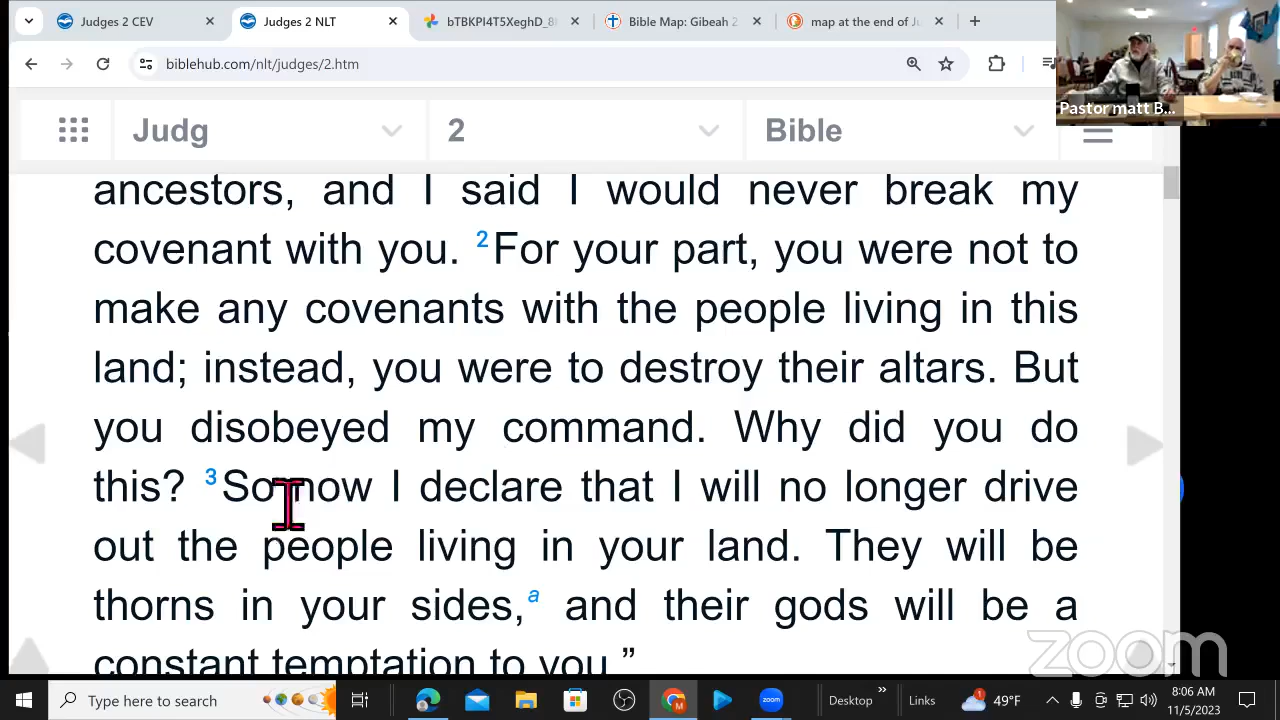 Judges 2 CEV
Judges 2 NLT
bTBKPI4T5XeghD_8
Bible Map: Gibeah 2
map at the end of Ju
biblehub.com/nlt/judges/2.htm
Pastor matt B...
Judg
2
Bible
ancestors, and I said I would never break my
covenant with you. 2 For your part, you were not to
make any covenants with the people living in this
land; instead, you were to destroy their altars. But
you disobeyed my command. Why did you do
this? 3 So now I declare that I will no longer drive
out the people living in your land. They will be
thorns in your sides, a and their gods will be a
constant temptation to you.”
zoom
Type here to search
zoom
Desktop
Links
1
49°F
8:06 AM
11/5/2023